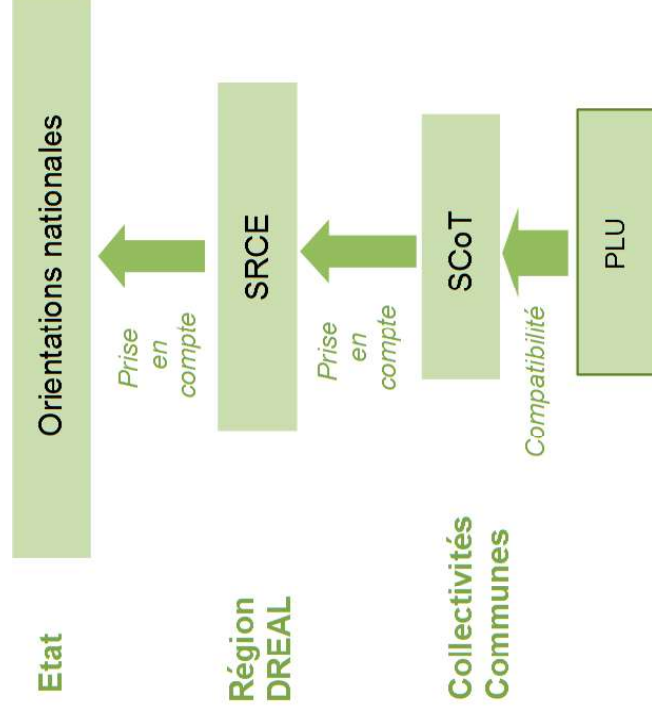 Etat
Orientations nationales
Prise
en
compte
Région
DREAL
SRCE
Prise
en
compte
Collectivités
Communes
SCoT
Compatibilité
PLU